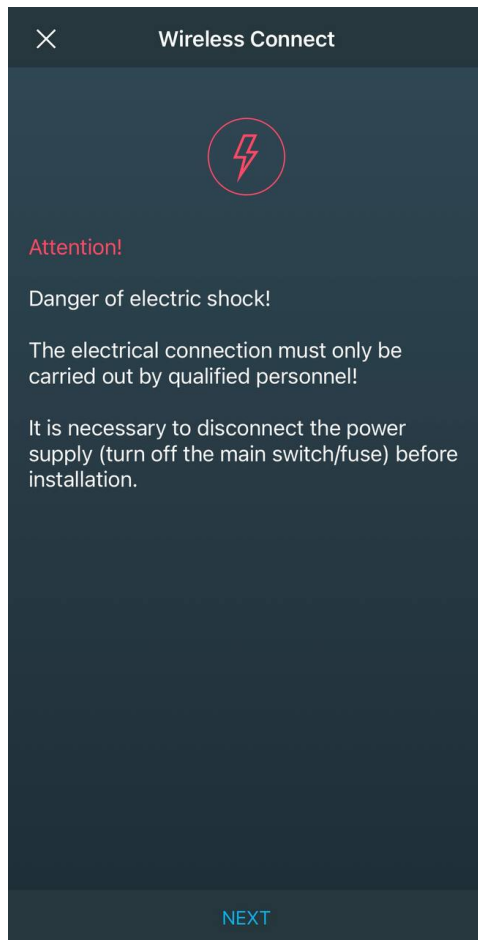 Wireless Connect
Attention!
Danger of electric shock!
The electrical connection must only be
carried out by qualified personnel!
It is necessary to disconnect the power
supply (turn off the main switch/fuse) before
installation.
NEXT